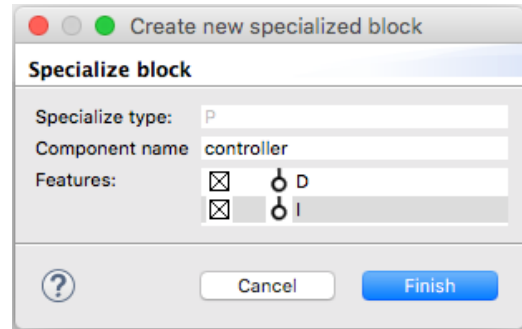 Create new specialized block
Specialize block
Specialize type: P
Component name controller
Features: D
I
? Cancel Finish